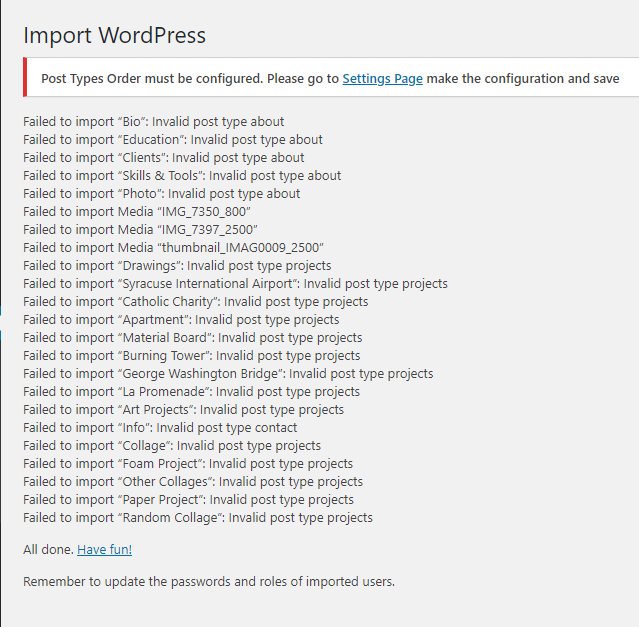 Import WordPress
Post Types Order must be configured. Please go to Settings Page make the configuration and save
Failed to import “Bio”: Invalid post type about
Failed to import “Education”: Invalid post type about
Failed to import “Clients”: Invalid post type about
Failed to import “Skills & Tools”: Invalid post type about
Failed to import “Photo”: Invalid post type about
Failed to import Media “IMG_7350_800”
Failed to import Media “IMG_7397_2500”
Failed to import Media “thumbnail_IMAG0009_2500”
Failed to import “Drawings”: Invalid post type projects
Failed to import “Syracuse International Airport”: Invalid post type projects
Failed to import “Catholic Charity”: Invalid post type projects
Failed to import “Apartment”: Invalid post type projects
Failed to import “Material Board”: Invalid post type projects
Failed to import “Burning Tower”: Invalid post type projects
Failed to import “George Washington Bridge”: Invalid post type projects
Failed to import “La Promenade”: Invalid post type projects
Failed to import “Art Projects”: Invalid post type projects
Failed to import “Info”: Invalid post type contact
Failed to import “Collage”: Invalid post type projects
Failed to import “Foam Project”: Invalid post type projects
Failed to import “Other Collages”: Invalid post type projects
Failed to import “Paper Project”: Invalid post type projects
Failed to import “Random Collage”: Invalid post type projects
All done. Have fun!
Remember to update the passwords and roles of imported users.